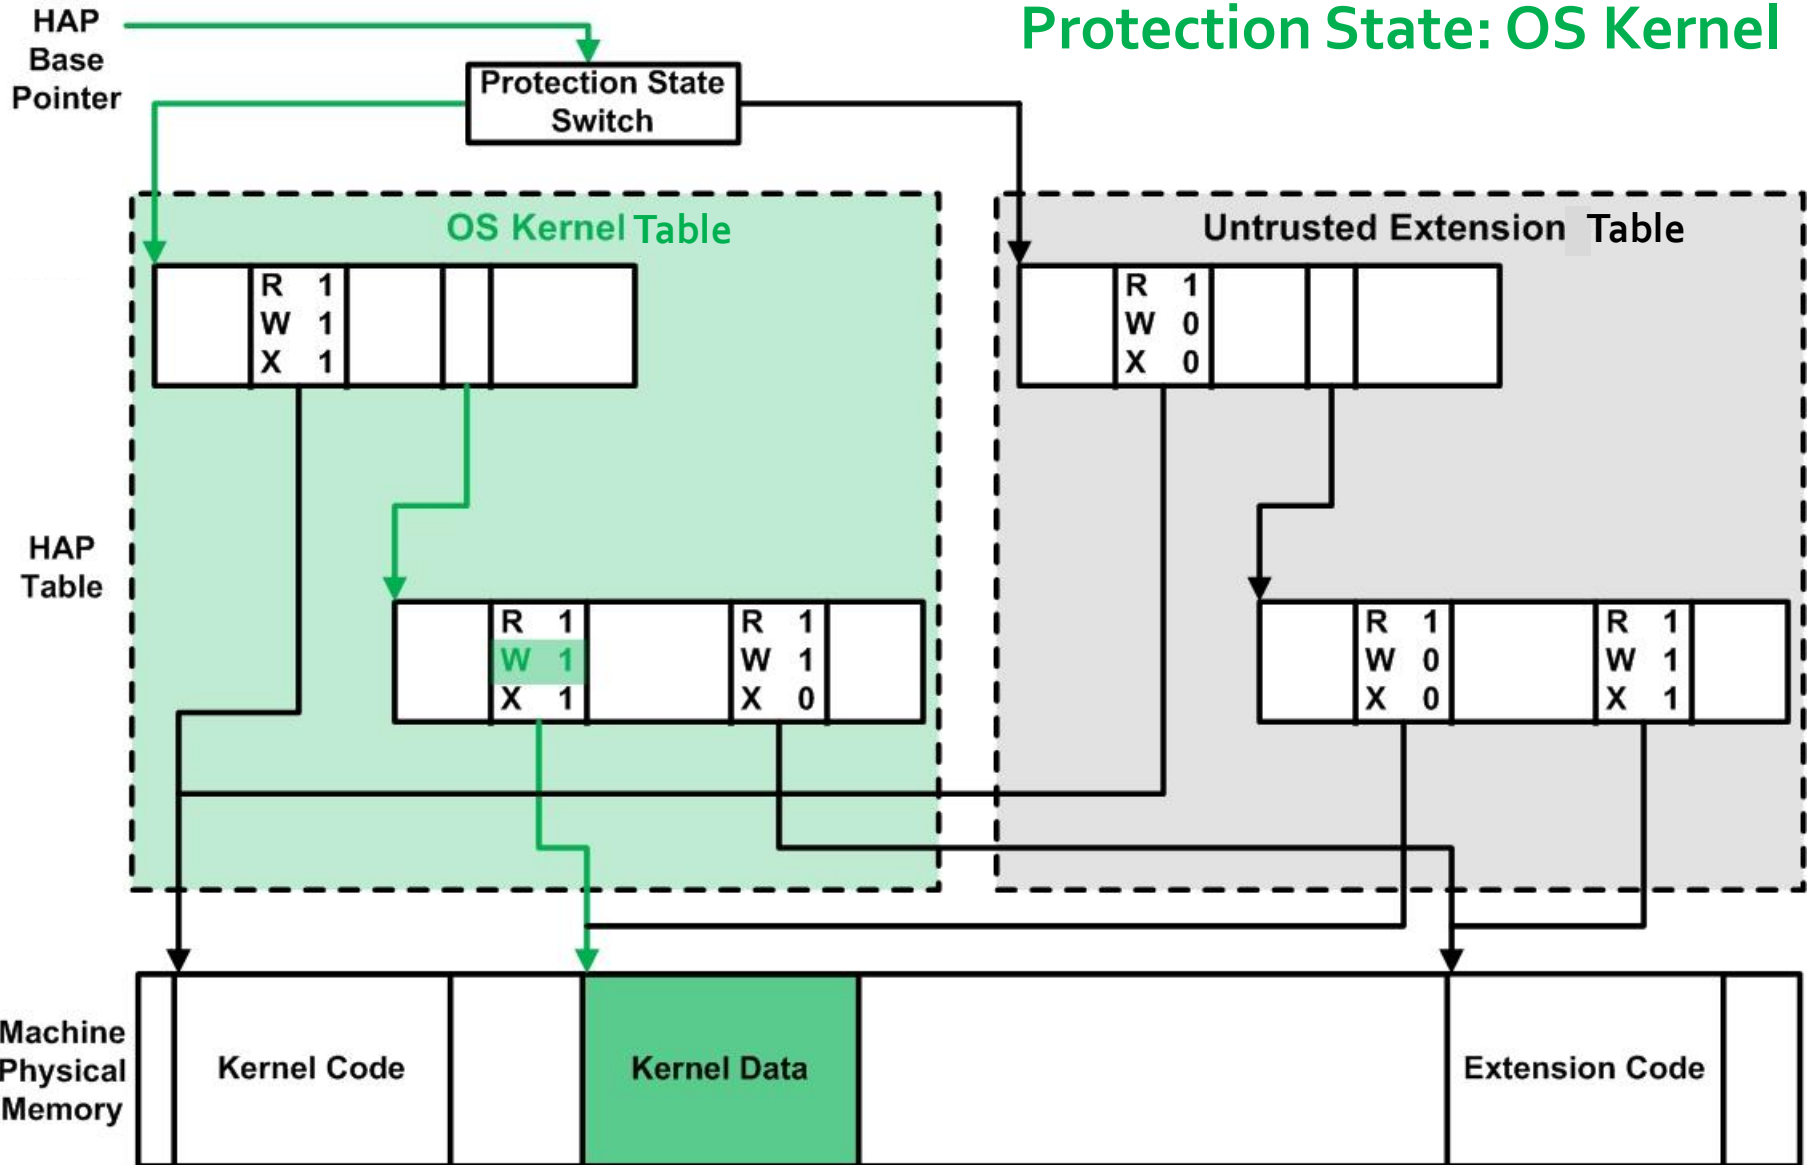 Protection State: OS Kernel
HAP
Base
Pointer
Protection State
Switch
OS Kernel Table
Untrusted Extension Table
R 1
W 1
X 1
R 1
W 0
X 0
HAP
Table
R 1
W 1
X 1
R 1
W 1
X 0
R 1
W 0
X 0
R 1
W 1
X 1
Machine
Physical
Memory
Kernel Code
Kernel Data
Extension Code